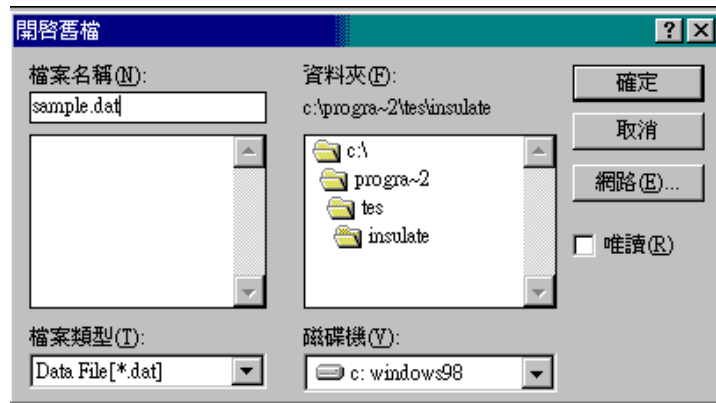 開啓舊檔
檔案名稱(N):
sample.dat
資料夾(F):
c:\progra~2\tes\insulate
c:\
progra~2
tes
insulate
確定
取消
網路(E)...
唯讀(R)
檔案類型(T):
Data File[*.dat]
磁碟機(V):
c: windows98